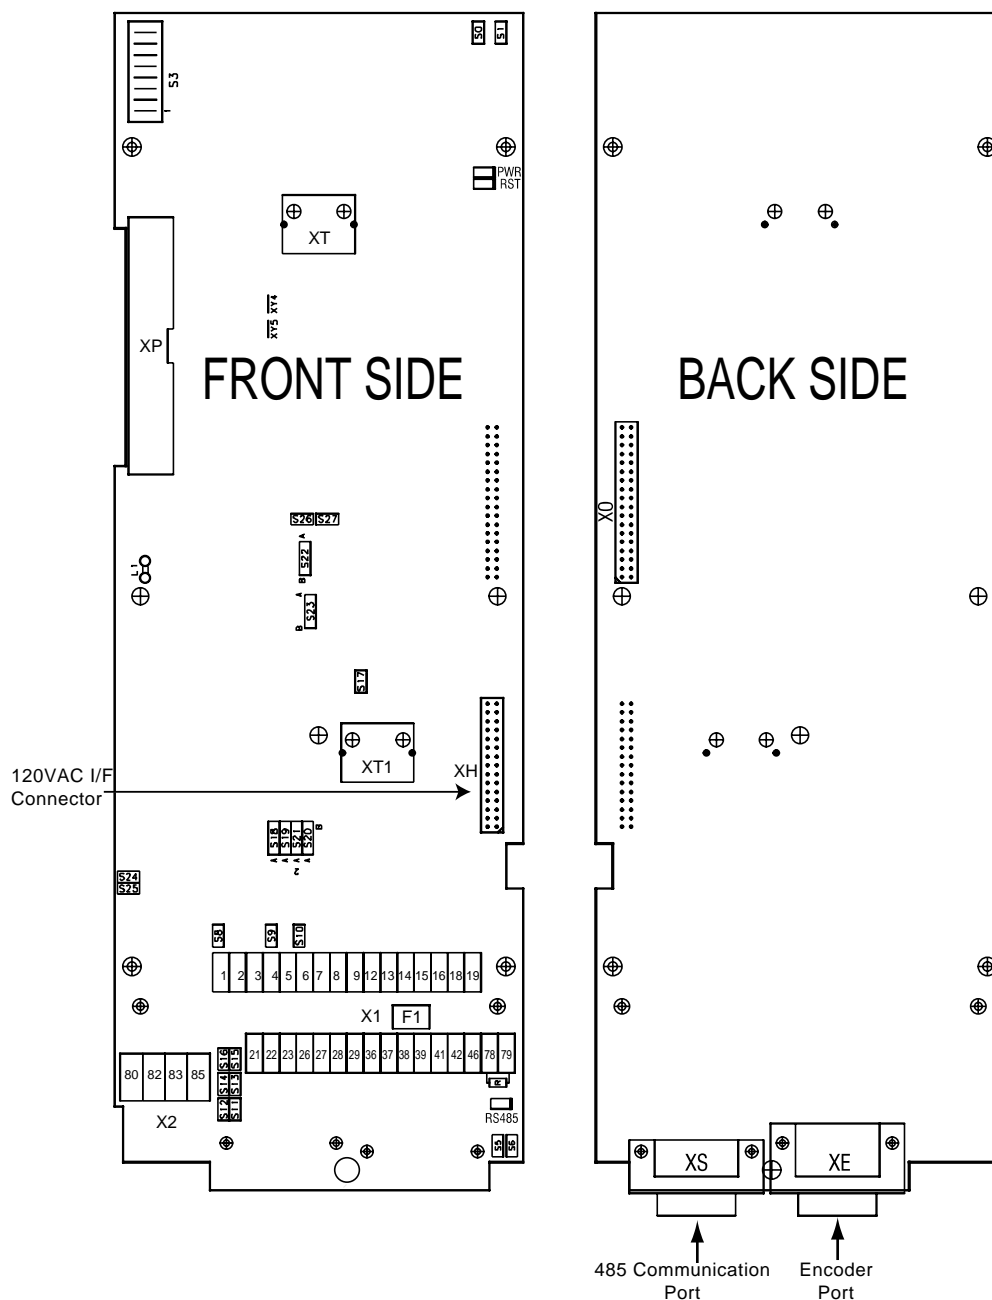 S0 S1
S3
1
PWR
RST
XT
XY4
XY5
XP
FRONT SIDE
BACK SIDE
S26 S27
A
S22
B
X0
L1
A
S23
B
S17
XT1
XH
120VAC I/F
Connector
S18 S19 S21 S20
B
A A A
2
S24
S25
S8 S9 S10
1 2 3 4 5 6 7 8 9 12 13 14 15 16 18 19
X1 F1
21 22 23 26 27 28 29 36 37 38 39 41 42 46 78 79
S16 S15
80 82 83 85
S14 S13
R
S12 S11
RS485
X2
S5 S6
XS XE
485 Communication
Port
Encoder
Port